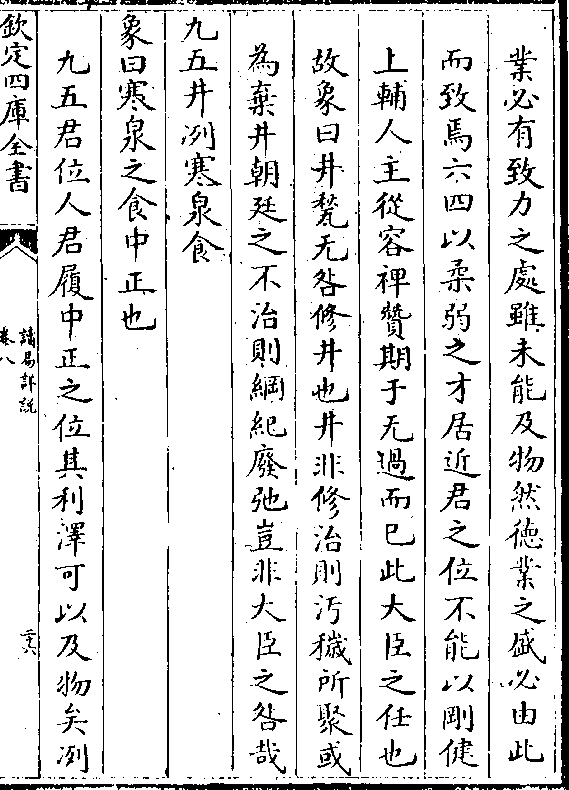 業必有致力之處雖未能及物然徳業之盛必由此
而致焉六四以柔弱之才居近君之位不能以剛健
上輔人主從容裨贊期于无過而已此大臣之任也
故象曰井甃无咎修井也井非修治則汚穢所聚或
為棄井朝廷之不治則綱紀廢弛豈非大臣之咎哉
九五井冽寒泉食
象曰寒泉之食中正也
九五君位人君履中正之位其利澤可以及物矣冽
欽定四庫全書
讀易詳説
卷八
二十六